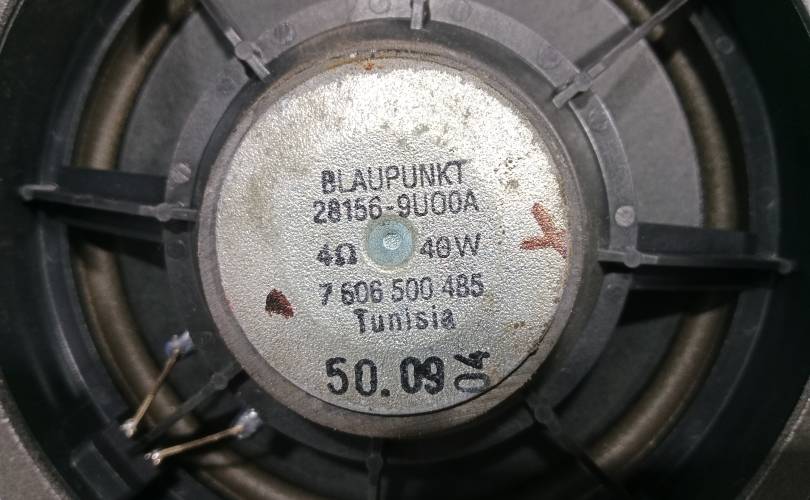 BLAUPUNKT
28156-9U00A
4Ω 40W
7 606 500 485
Tunisia
50.09 04